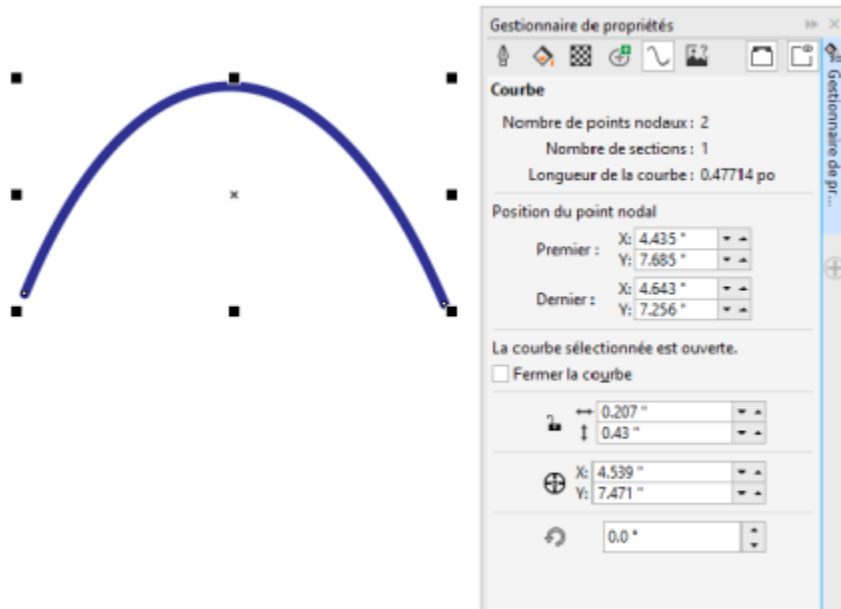 Gestionnaire de propriétés
Courbe
Nombre de points nodaux : 2
Nombre de sections : 1
Longueur de la courbe : 0.47714 po
Position du point nodal
Premier : X: 4.435 "
Y: 7.685 "
Dernier : X: 4.643 "
Y: 7.256 "
La courbe sélectionnée est ouverte.
Fermer la courbe
0.207 "
0.43 "
X: 4.539 "
Y: 7.471 "
0.0 °
Gestionnaire de pr...